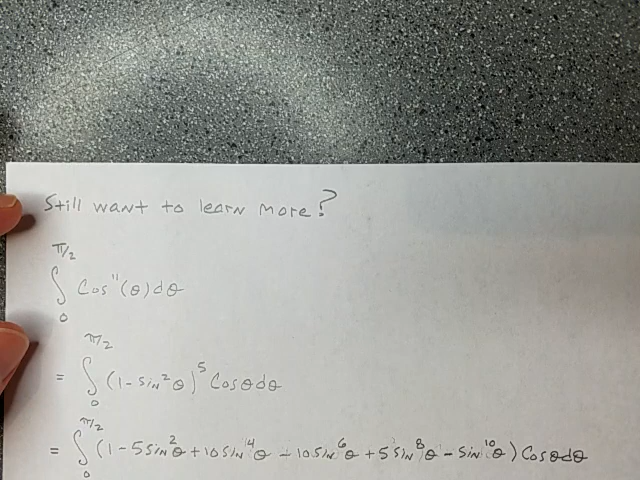 Still want to learn more?
∫₀^(π/2) Cos¹¹(θ)dθ
= ∫₀^(π/2) (1-sin²θ)⁵ Cosθdθ
= ∫₀^(π/2) (1-5sin²θ+10sin⁴θ-10sin⁶θ+5sin⁸θ-sin¹⁰θ)Cosθdθ